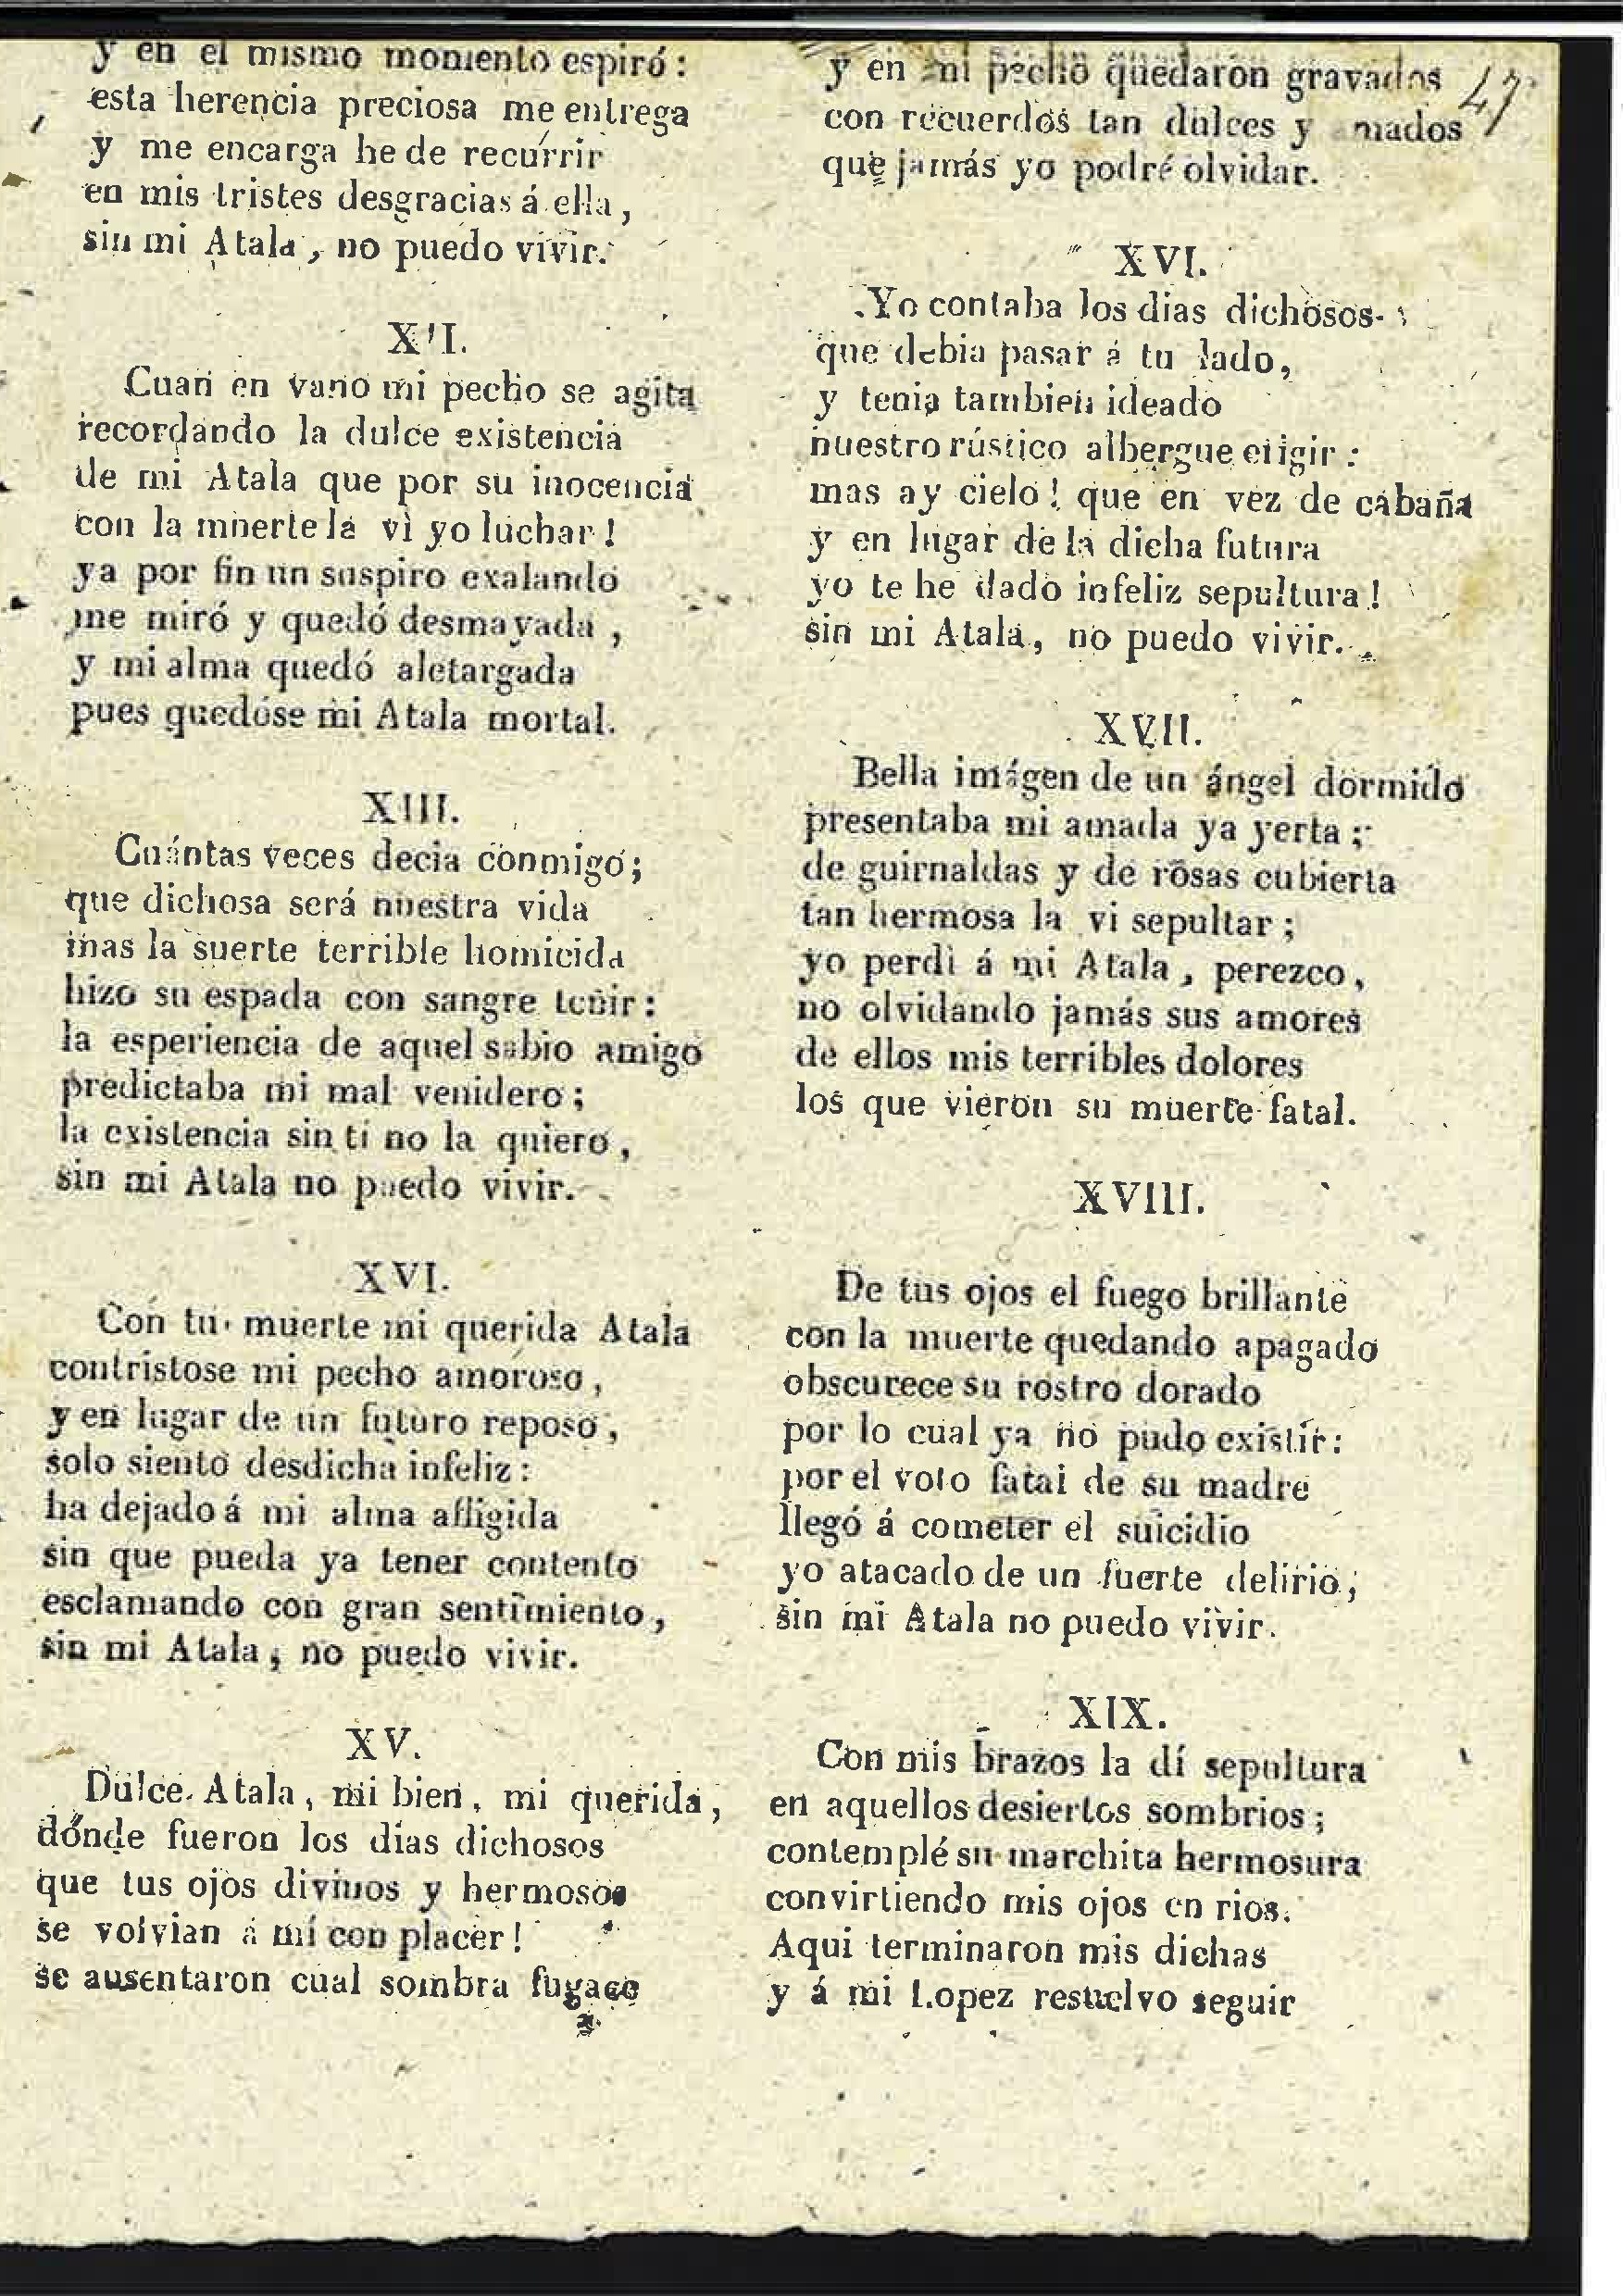 y en el mismo momento espiró:
esta herencia preciosa me entrega
y me encarga he de recurrir
en mis tristes desgracias á ella,
sin mi Atala, no puedo vivir.
XII.
Cuan en vano mi pecho se agita
recordando la dulce existencia
de mi Atala que por su inocencia
con la muerte la vì yo luchar!
ya por fin un suspiro exalando
me miró y quedó desmayada,
y mi alma quedó aletargada
pues quedóse mi Atala mortal.
XIII.
Cuántas veces decia conmigo;
que dichosa será nuestra vida
mas la suerte terrible homicida
hizo su espada con sangre teñir:
la esperiencia de aquel sabio amigo
predictaba mi mal venidero;
la existencia sin tí no la quiero,
sin mi Atala no puedo vivir.
XVI.
Con tu muerte mi querida Atala
contristose mi pecho amoroso,
y en lugar de un futuro reposo,
solo siento desdicha infeliz:
ha dejado á mi alma afligida
sin que pueda ya tener contento
esclamando con gran sentimiento,
sin mi Atala, no puedo vivir.
XV.
Dulce Atala, mi bien, mi querida,
dónde fueron los dias dichosos
que tus ojos divinos y hermosos
se volvian á mí con placer!
se ausentaron cual sombra fugace
y en mi pecho quedaron gravados
con recuerdos tan dulces y amados
que jamás yo podré olvidar.
47
XVI.
Yo contaba los dias dichosos
que debia pasar á tu lado,
y tenia tambien ideado
nuestro rústico albergue erigir:
mas ay cielo! que en vez de cabaña
y en lugar de la dicha futura
yo te he dado infeliz sepultura!
sin mi Atala, no puedo vivir.
XVII.
Bella imágen de un ángel dormido
presentaba mi amada ya yerta;
de guirnaldas y de rosas cubierta
tan hermosa la vi sepultar;
yo perdì á mi Atala, perezco,
no olvidando jamás sus amores
de ellos mis terribles dolores
los que vieron su muerte fatal.
XVIII.
De tus ojos el fuego brillante
con la muerte quedando apagado
obscurece su rostro dorado
por lo cual ya no pudo existir:
por el voto fatal de su madre
llegó á cometer el suicidio
yo atacado de un fuerte delirio,
sin mi Atala no puedo vivir.
XIX.
Con mis brazos la dí sepultura
en aquellos desiertos sombrios;
contemplé su marchita hermosura
convirtiendo mis ojos en rios.
Aqui terminaron mis dichas
y á mi Lopez resuelvo seguir